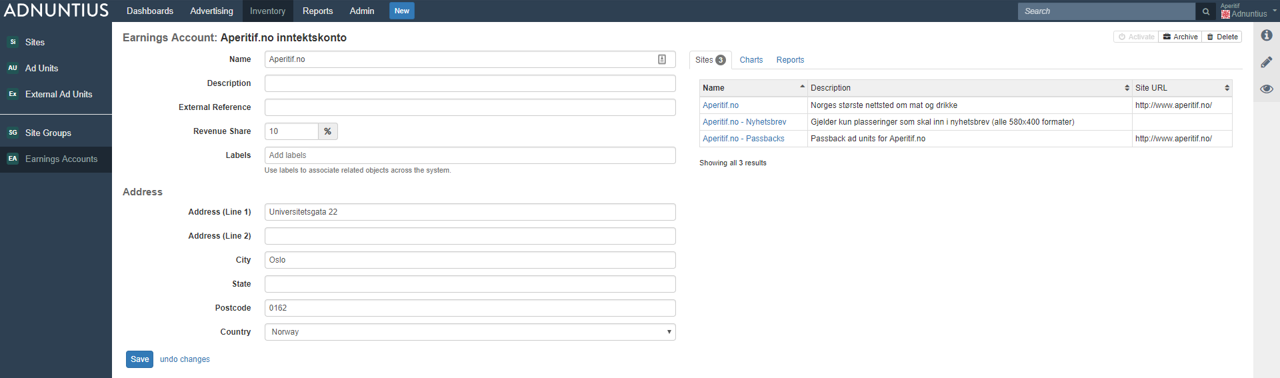 ADNUNTIUS
Dashboards Advertising Inventory Reports Admin New
Search
Aperitif
Adnuntius
Si Sites
AU Ad Units
Ex External Ad Units
SG Site Groups
EA Earnings Accounts
Earnings Account: Aperitif.no inntektskonto
Activate Archive Delete
Name Aperitif.no
Description
External Reference
Revenue Share 10 %
Labels Add labels
Use labels to associate related objects across the system.
Address
Address (Line 1) Universitetsgata 22
Address (Line 2)
City Oslo
State
Postcode 0162
Country Norway
Save undo changes
Sites 3 Charts Reports
Name Description Site URL
Aperitif.no Norges største nettsted om mat og drikke http://www.aperitif.no/
Aperitif.no - Nyhetsbrev Gjelder kun plasseringer som skal inn i nyhetsbrev (alle 580x400 formater)
Aperitif.no - Passbacks Passback ad units for Aperitif.no http://www.aperitif.no/
Showing all 3 results